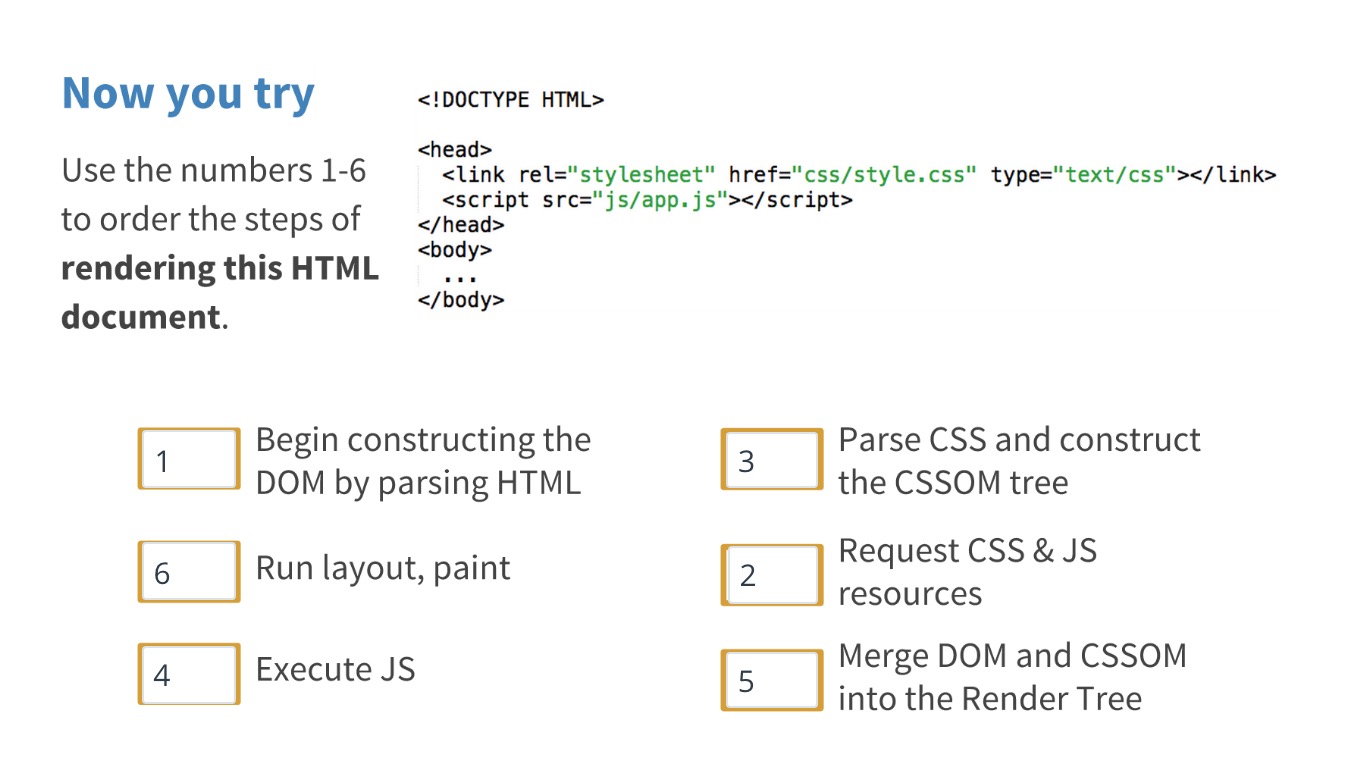 Now you try
Use the numbers 1-6
to order the steps of
rendering this HTML
document.
<!DOCTYPE HTML>
<head>
<link rel="stylesheet" href="css/style.css" type="text/css"></link>
<script src="js/app.js"></script>
</head>
<body>
...
</body>
1
Begin constructing the
DOM by parsing HTML
6
Run layout, paint
4
Execute JS
3
Parse CSS and construct
the CSSOM tree
2
Request CSS & JS
resources
5
Merge DOM and CSSOM
into the Render Tree